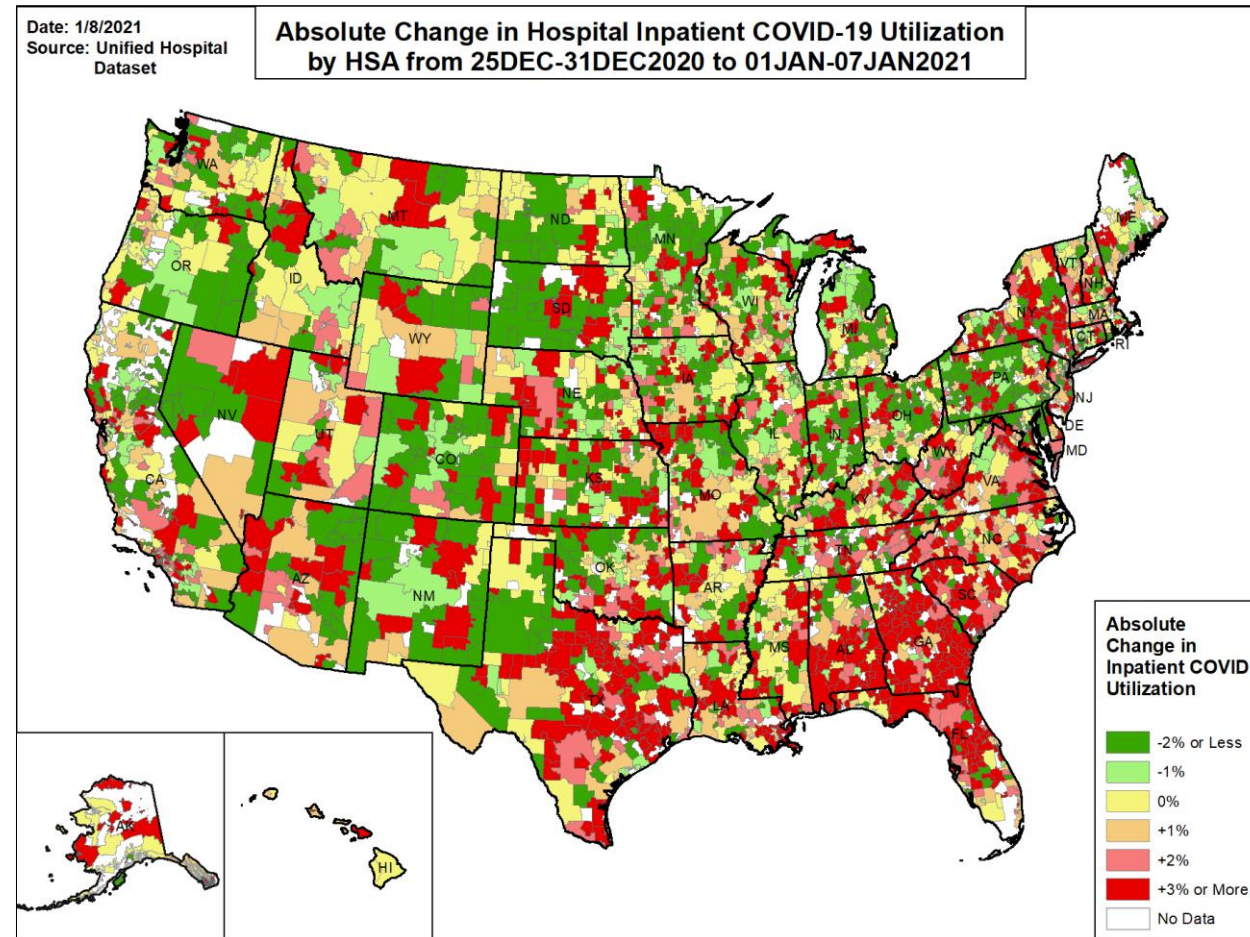 Date: 1/8/2021
Source: Unified Hospital
Dataset
Absolute Change in Hospital Inpatient COVID-19 Utilization
by HSA from 25DEC-31DEC2020 to 01JAN-07JAN2021
WA
MT
ND
MN
ME
OR
ID
SD
WI
VT
NH
WY
MI
NY
MA
CT
RI
NE
IA
PA
NJ
NV
UT
CO
IL
IN
OH
DE
MD
CA
KS
MO
WV
VA
KY
AZ
NM
OK
AR
TN
NC
SC
MS
AL
GA
TX
LA
FL
AK
HI
Absolute
Change in
Inpatient COVID
Utilization
-2% or Less
-1%
0%
+1%
+2%
+3% or More
No Data